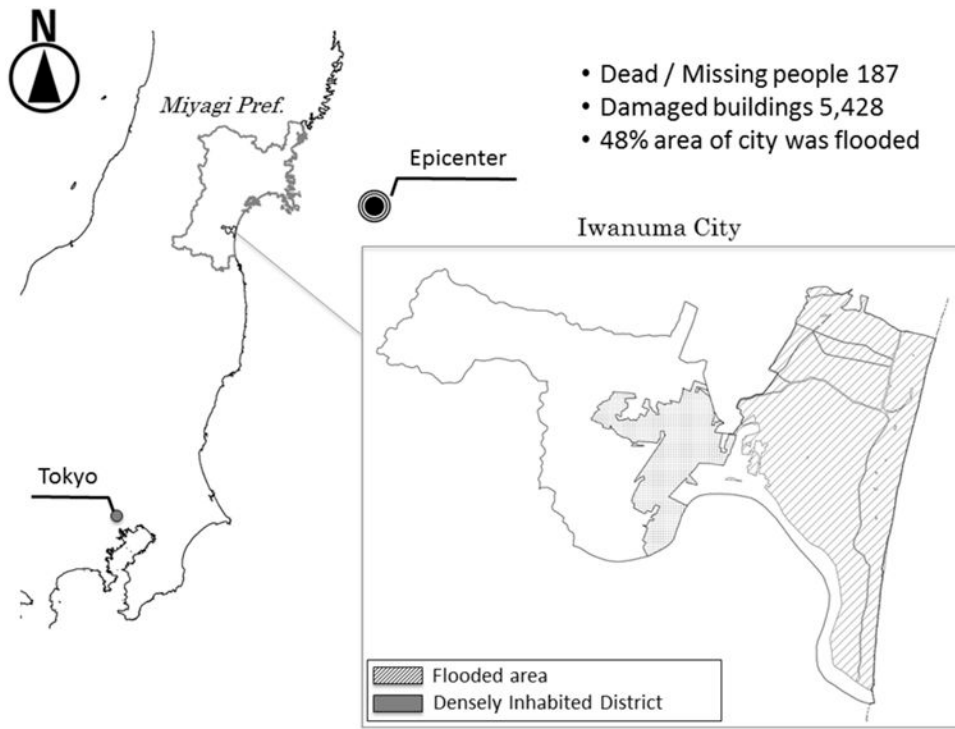 N
Miyagi Pref.
• Dead / Missing people 187
• Damaged buildings 5,428
• 48% area of city was flooded
Epicenter
Iwanuma City
Tokyo
Flooded area
Densely Inhabited District